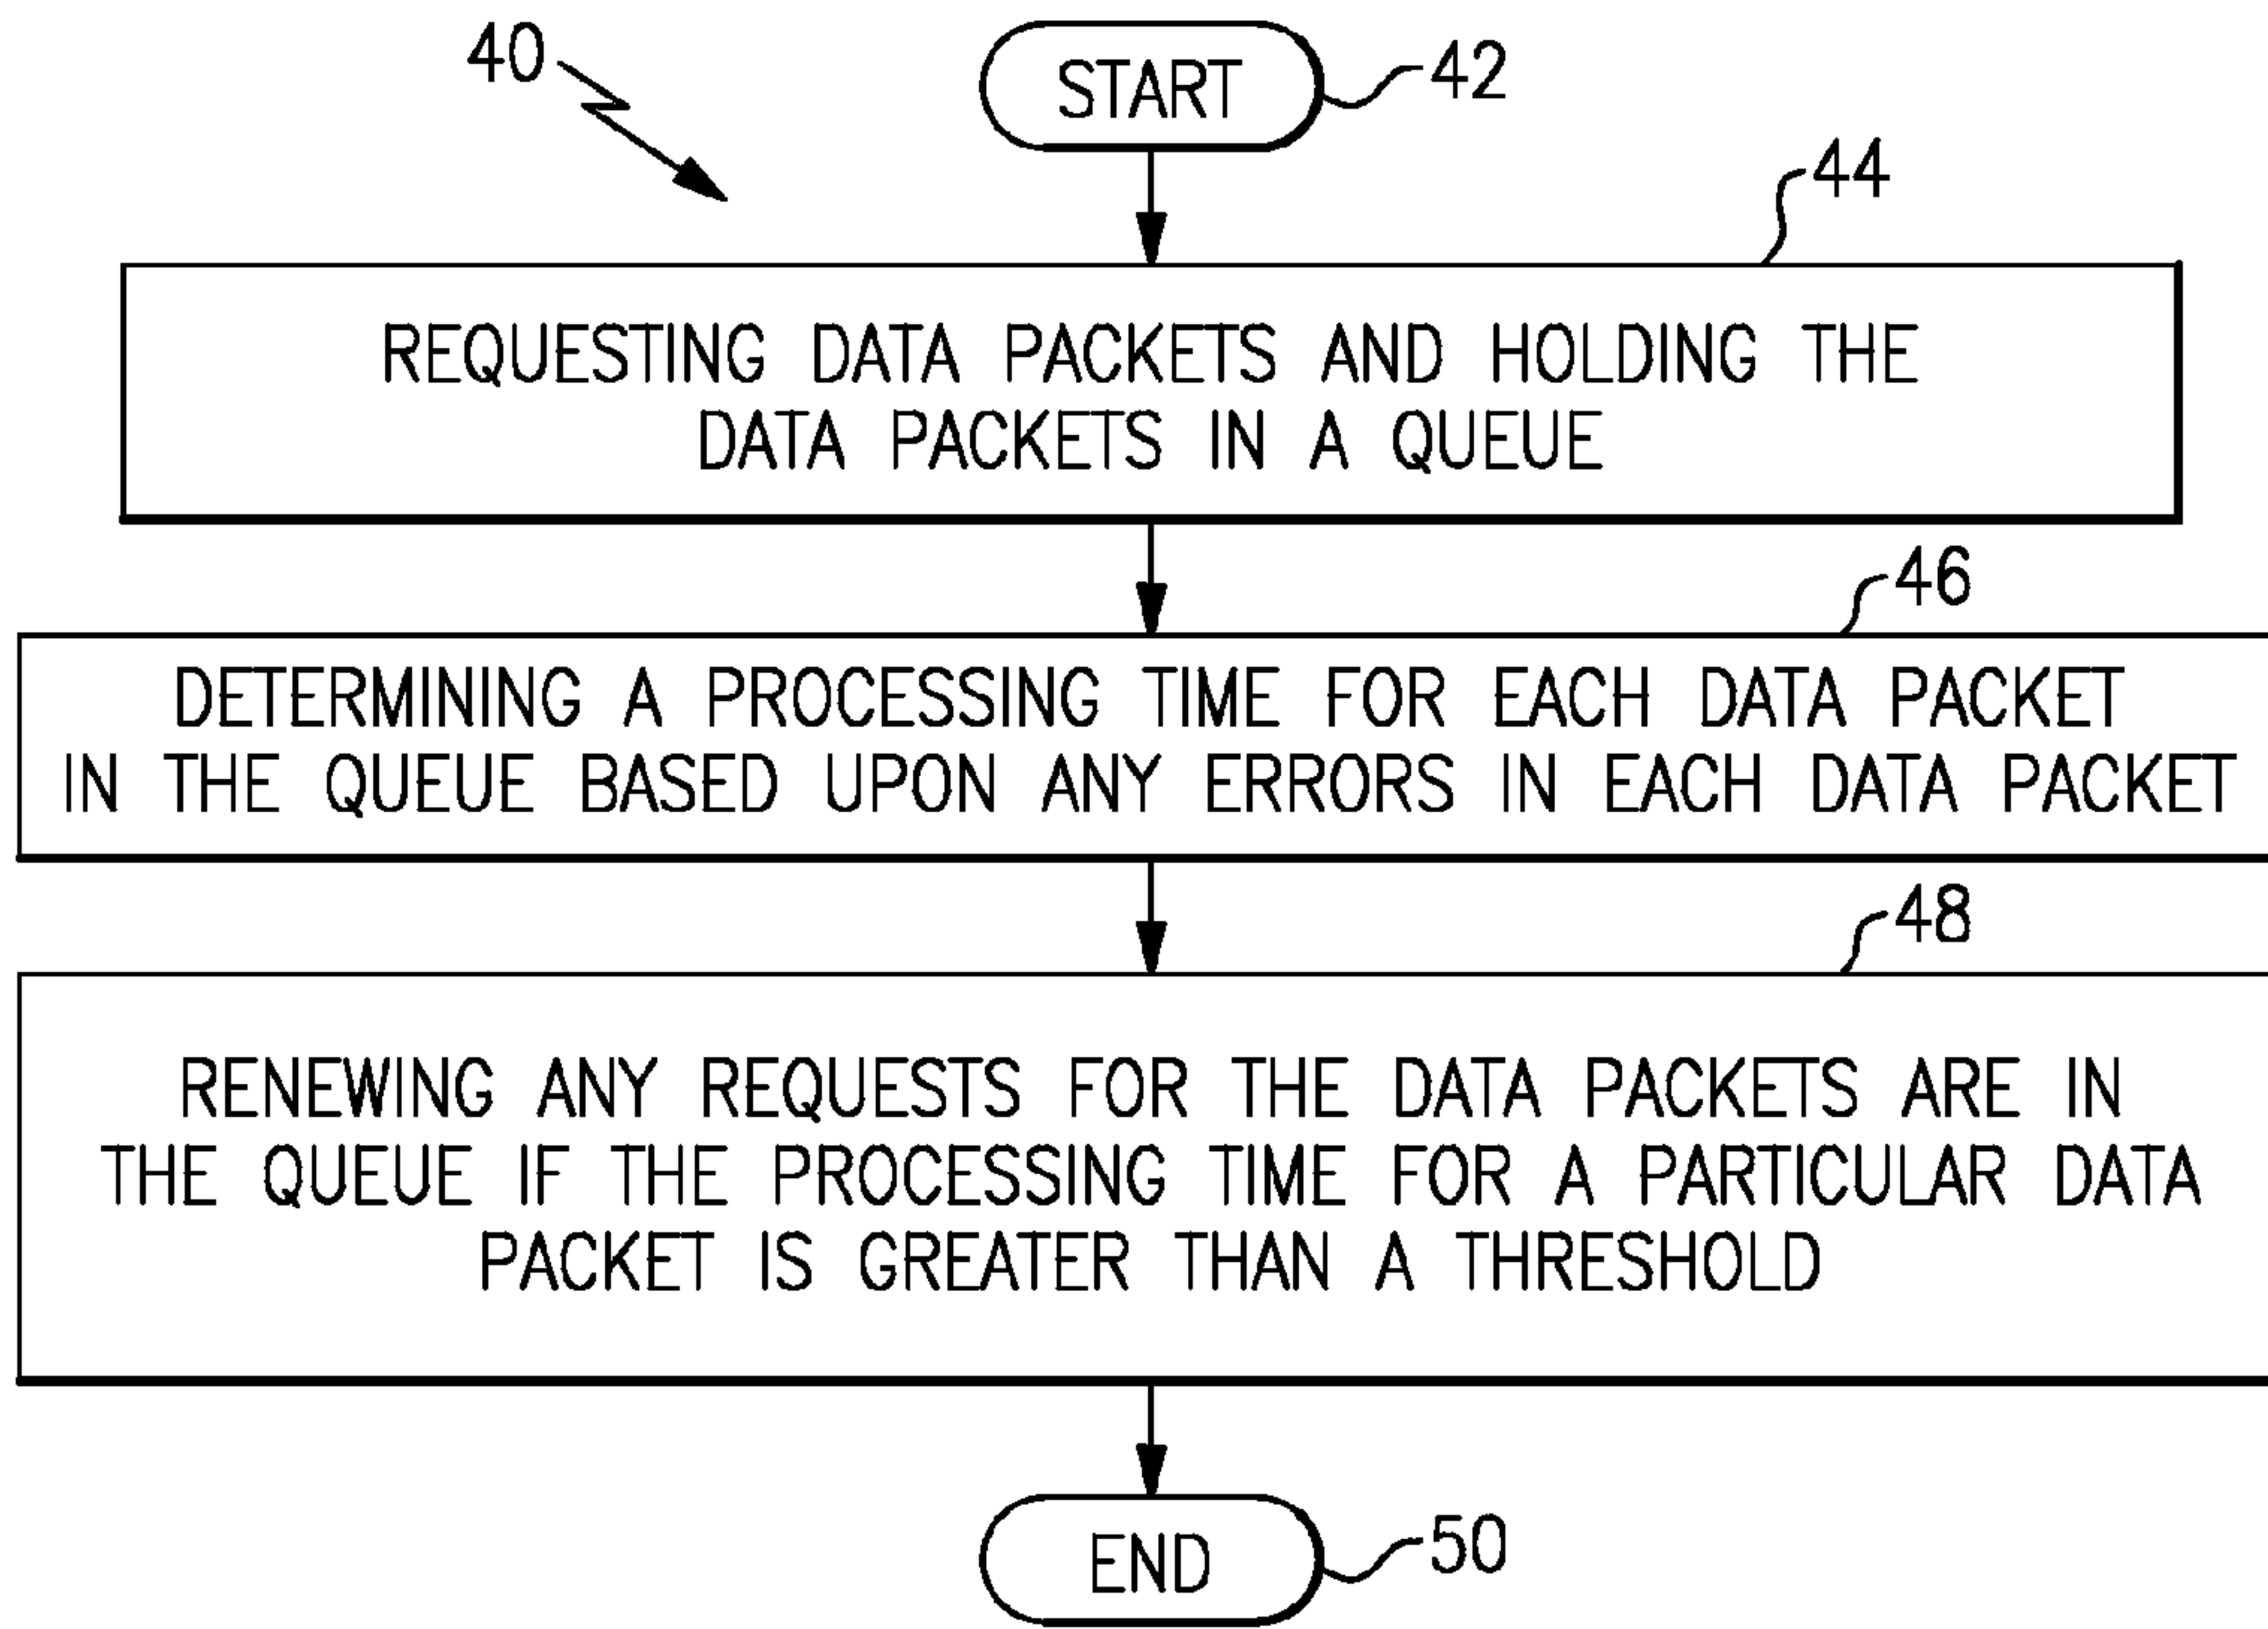 40
START
42
44
REQUESTING DATA PACKETS AND HOLDING THE
DATA PACKETS IN A QUEUE
46
DETERMINING A PROCESSING TIME FOR EACH DATA PACKET
IN THE QUEUE BASED UPON ANY ERRORS IN EACH DATA PACKET
48
RENEWING ANY REQUESTS FOR THE DATA PACKETS ARE IN
THE QUEUE IF THE PROCESSING TIME FOR A PARTICULAR DATA
PACKET IS GREATER THAN A THRESHOLD
END
50